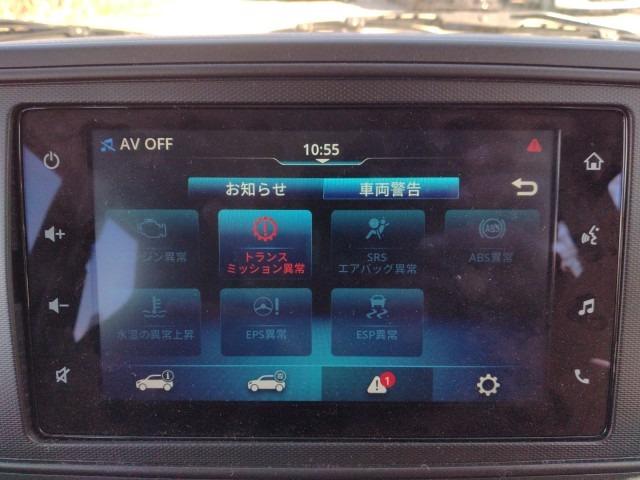 AV OFF
10:55
お知らせ
車両警告
エンジン異常
トランス
ミッション異常
SRS
エアバッグ異常
ABS
ABS異常
水温の異常上昇
EPS異常
ESP異常
1